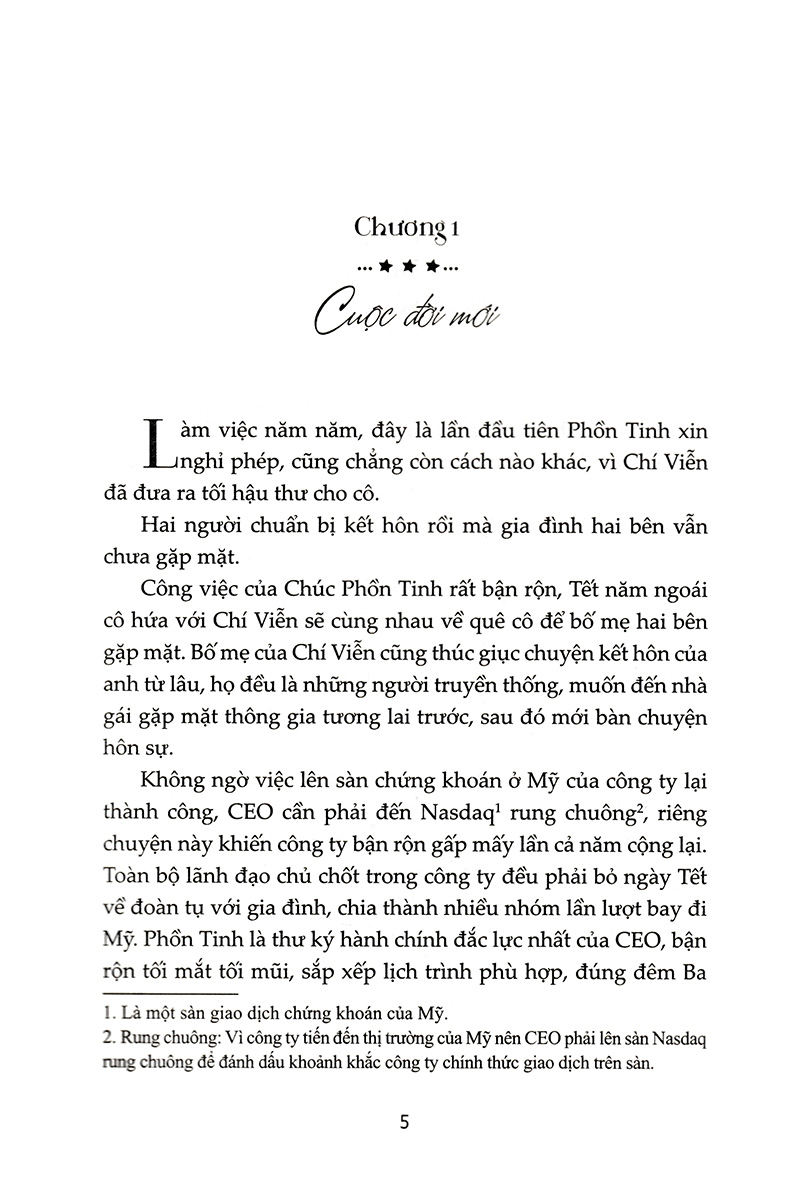 Chương 1
... ★ ★ ★ ...
Cuộc đời mới
Làm việc năm năm, đây là lần đầu tiên Phồn Tinh xin
nghỉ phép, cũng chẳng còn cách nào khác, vì Chí Viễn
đã đưa ra tối hậu thư cho cô.
Hai người chuẩn bị kết hôn rồi mà gia đình hai bên vẫn
chưa gặp mặt.
Công việc của Chúc Phồn Tinh rất bận rộn, Tết năm ngoái
cô hứa với Chí Viễn sẽ cùng nhau về quê cô để bố mẹ hai bên
gặp mặt. Bố mẹ của Chí Viễn cũng thúc giục chuyện kết hôn của
anh từ lâu, họ đều là những người truyền thống, muốn đến nhà
gái gặp mặt thông gia tương lai trước, sau đó mới bàn chuyện
hôn sự.
Không ngờ việc lên sàn chứng khoán ở Mỹ của công ty lại
thành công, CEO cần phải đến Nasdaq¹ rung chuông², riêng
chuyện này khiến công ty bận rộn gấp mấy lần cả năm cộng lại.
Toàn bộ lãnh đạo chủ chốt trong công ty đều phải bỏ ngày Tết
về đoàn tụ với gia đình, chia thành nhiều nhóm lần lượt bay đi
Mỹ. Phồn Tinh là thư ký hành chính đắc lực nhất của CEO, bận
rộn tối mắt tối mũi, sắp xếp lịch trình phù hợp, đúng đêm Ba
1. Là một sàn giao dịch chứng khoán của Mỹ.
2. Rung chuông: Vì công ty tiến đến thị trường của Mỹ nên CEO phải lên sàn Nasdaq
rung chuông để đánh dấu khoảnh khắc công ty chính thức giao dịch trên sàn.
5